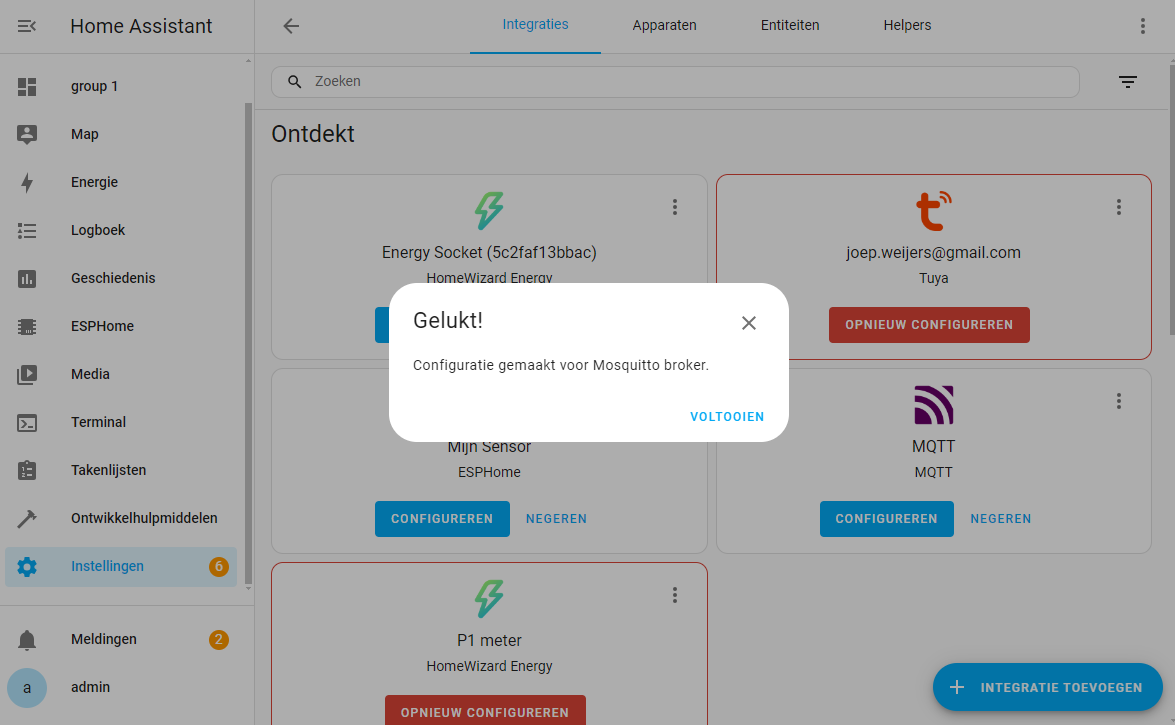 Home Assistant
group 1
Map
Energie
Logboek
Geschiedenis
ESPHome
Media
Terminal
Takenlijsten
Ontwikkelhulpmiddelen
Instellingen 6
Meldingen 2
a admin
Integraties Apparaten Entiteiten Helpers
Zoeken
Ontdekt
Energy Socket (5c2faf13bbac)
HomeWizard Energy
joep.weijers@gmail.com
Tuya
OPNIEUW CONFIGUREREN
Gelukt!
Configuratie gemaakt voor Mosquitto broker.
VOLTOOIEN
Mijn Sensor
ESPHome
CONFIGUREREN NEGEREN
MQTT
MQTT
CONFIGUREREN NEGEREN
P1 meter
HomeWizard Energy
OPNIEUW CONFIGUREREN
INTEGRATIE TOEVOEGEN